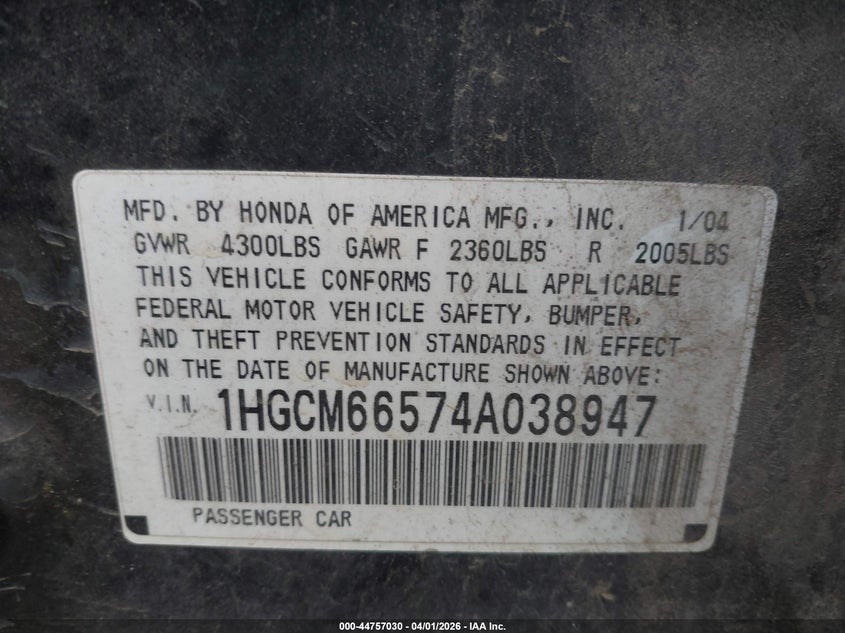 MFD. BY HONDA OF AMERICA MFG., INC. 1/04
GVWR 4300LBS GAWR F 2360LBS R 2005LBS
THIS VEHICLE CONFORMS TO ALL APPLICABLE
FEDERAL MOTOR VEHICLE SAFETY, BUMPER,
AND THEFT PREVENTION STANDARDS IN EFFECT
ON THE DATE OF MANUFACTURE SHOWN ABOVE:
V.I.N. 1HGCM66574A038947
PASSENGER CAR
000-44757030 - 04/01/2026 - IAA Inc.